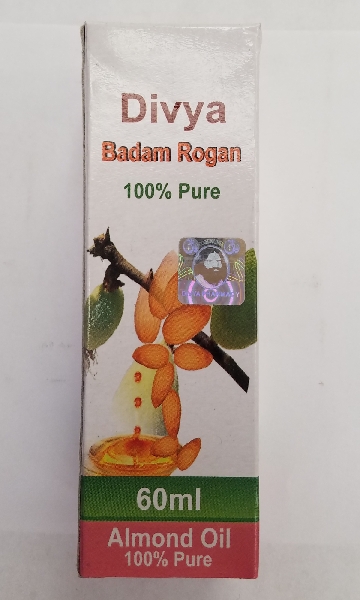 Divya
Badam Rogan
100% Pure
60ml
Almond Oil
100% Pure